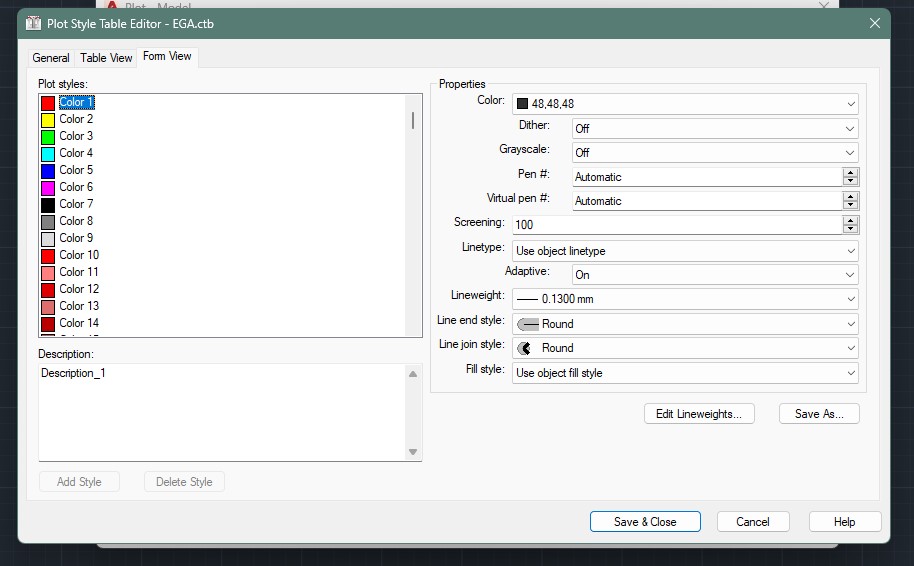 Plot - Model
Plot Style Table Editor - EGA.ctb
General
Table View
Form View
Plot styles:
Color 1
Color 2
Color 3
Color 4
Color 5
Color 6
Color 7
Color 8
Color 9
Color 10
Color 11
Color 12
Color 13
Color 14
Description:
Description_1
Add Style
Delete Style
Properties
Color: 48,48,48
Dither: Off
Grayscale: Off
Pen #: Automatic
Virtual pen #: Automatic
Screening: 100
Linetype: Use object linetype
Adaptive: On
Lineweight: 0.1300 mm
Line end style: Round
Line join style: Round
Fill style: Use object fill style
Edit Lineweights...
Save As...
Save & Close
Cancel
Help